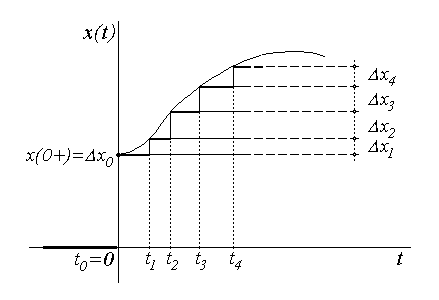 x(t)
Δx₄
Δx₃
Δx₂
Δx₁
x(0+)=Δx₀
t₀=0 t₁ t₂ t₃ t₄ t